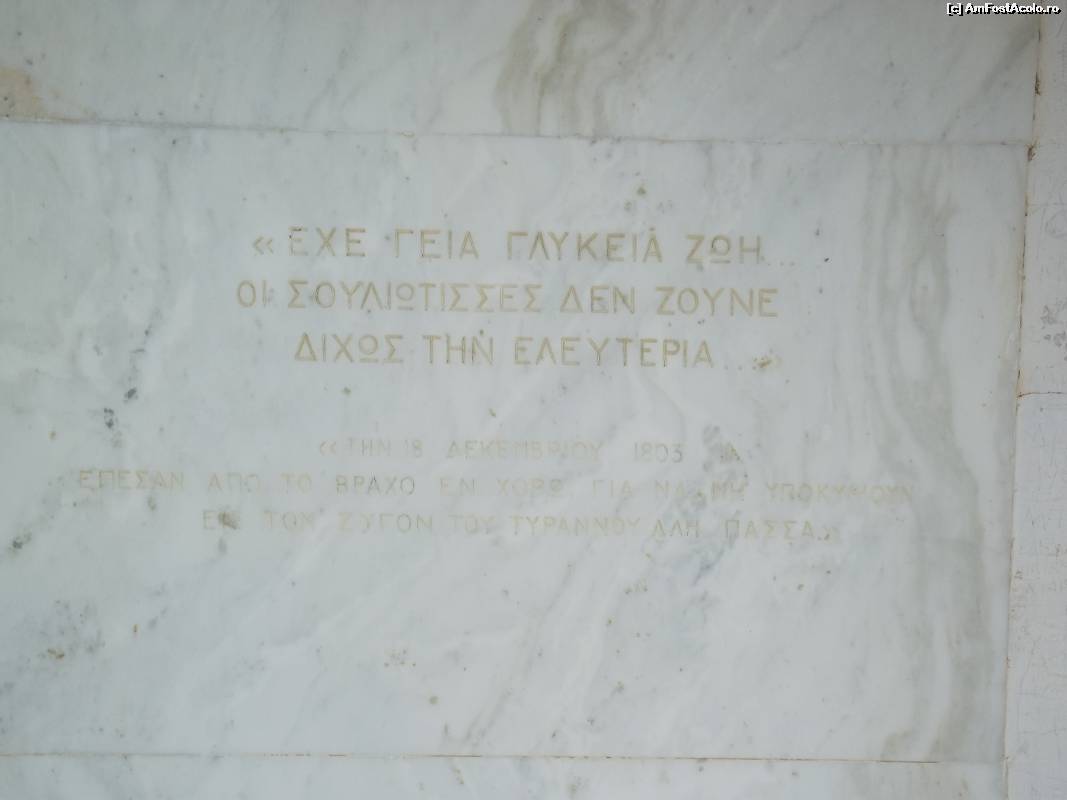 [c] AmFostAcolo.ro
« ΕΧΕ ΓΕΙΑ ΓΛΥΚΕΙΑ ΖΩΗ...
ΟΙ ΣΟΥΛΙΩΤΙΣΣΕΣ ΔΕΝ ΖΟΥΝΕ
ΔΙΧΩΣ ΤΗΝ ΕΛΕΥΤΕΡΙΑ...»
«ΤΗΝ 18 ΔΕΚΕΜΒΡΙΟΥ 1803
ΕΠΕΣΑΝ ΑΠΟ ΤΟ ΒΡΑΧΟ ΕΝ ΧΟΡΩ ΓΙΑ ΝΑ ΜΗ ΥΠΟΚΥΨΟΥΝ
ΤΟΝ ΖΥΓΟΝ ΤΟΥ ΤΥΡΑΝΝΟΥ ΑΛΗ ΠΑΣΣΑ»